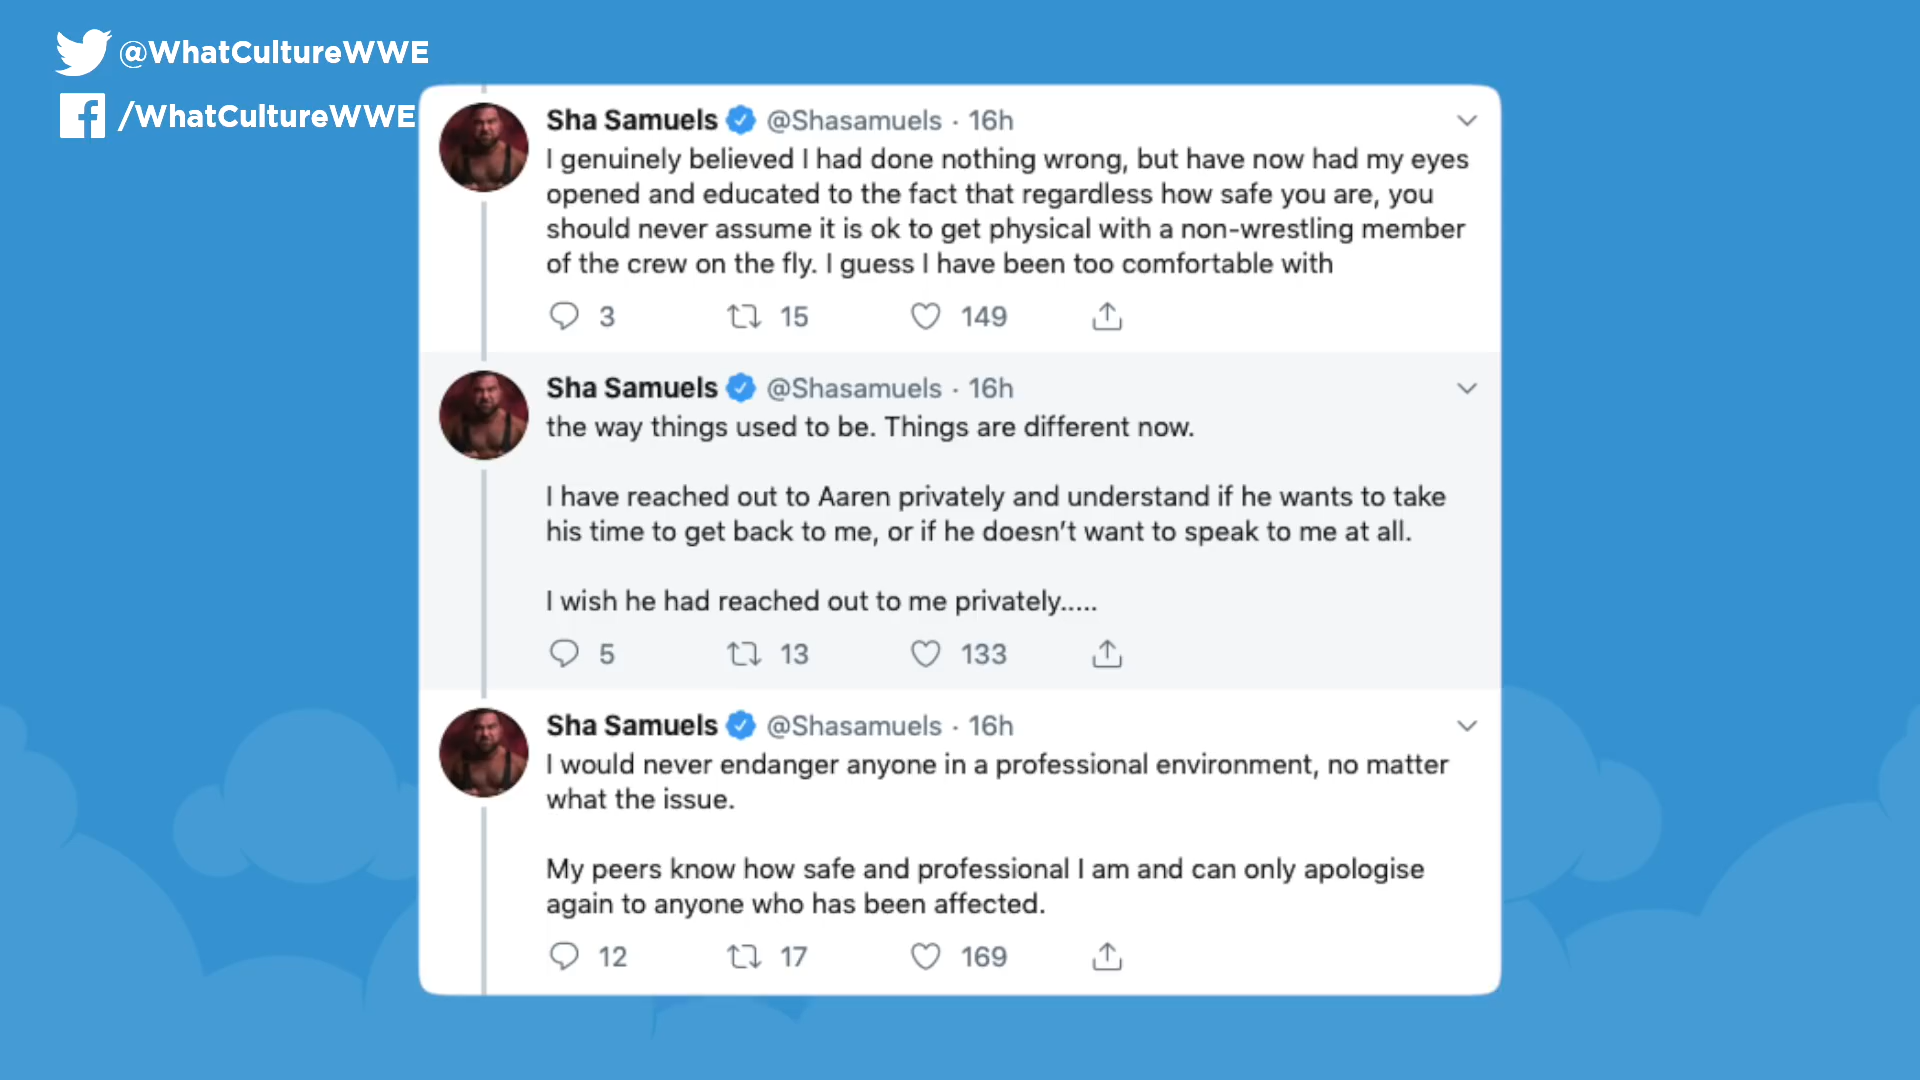 @WhatCultureWWE
/WhatCultureWWE
Sha Samuels @Shasamuels · 16h
I genuinely believed I had done nothing wrong, but have now had my eyes
opened and educated to the fact that regardless how safe you are, you
should never assume it is ok to get physical with a non-wrestling member
of the crew on the fly. I guess I have been too comfortable with
3 15 149
Sha Samuels @Shasamuels · 16h
the way things used to be. Things are different now.
I have reached out to Aaren privately and understand if he wants to take
his time to get back to me, or if he doesn't want to speak to me at all.
I wish he had reached out to me privately.....
5 13 133
Sha Samuels @Shasamuels · 16h
I would never endanger anyone in a professional environment, no matter
what the issue.
My peers know how safe and professional I am and can only apologise
again to anyone who has been affected.
12 17 169